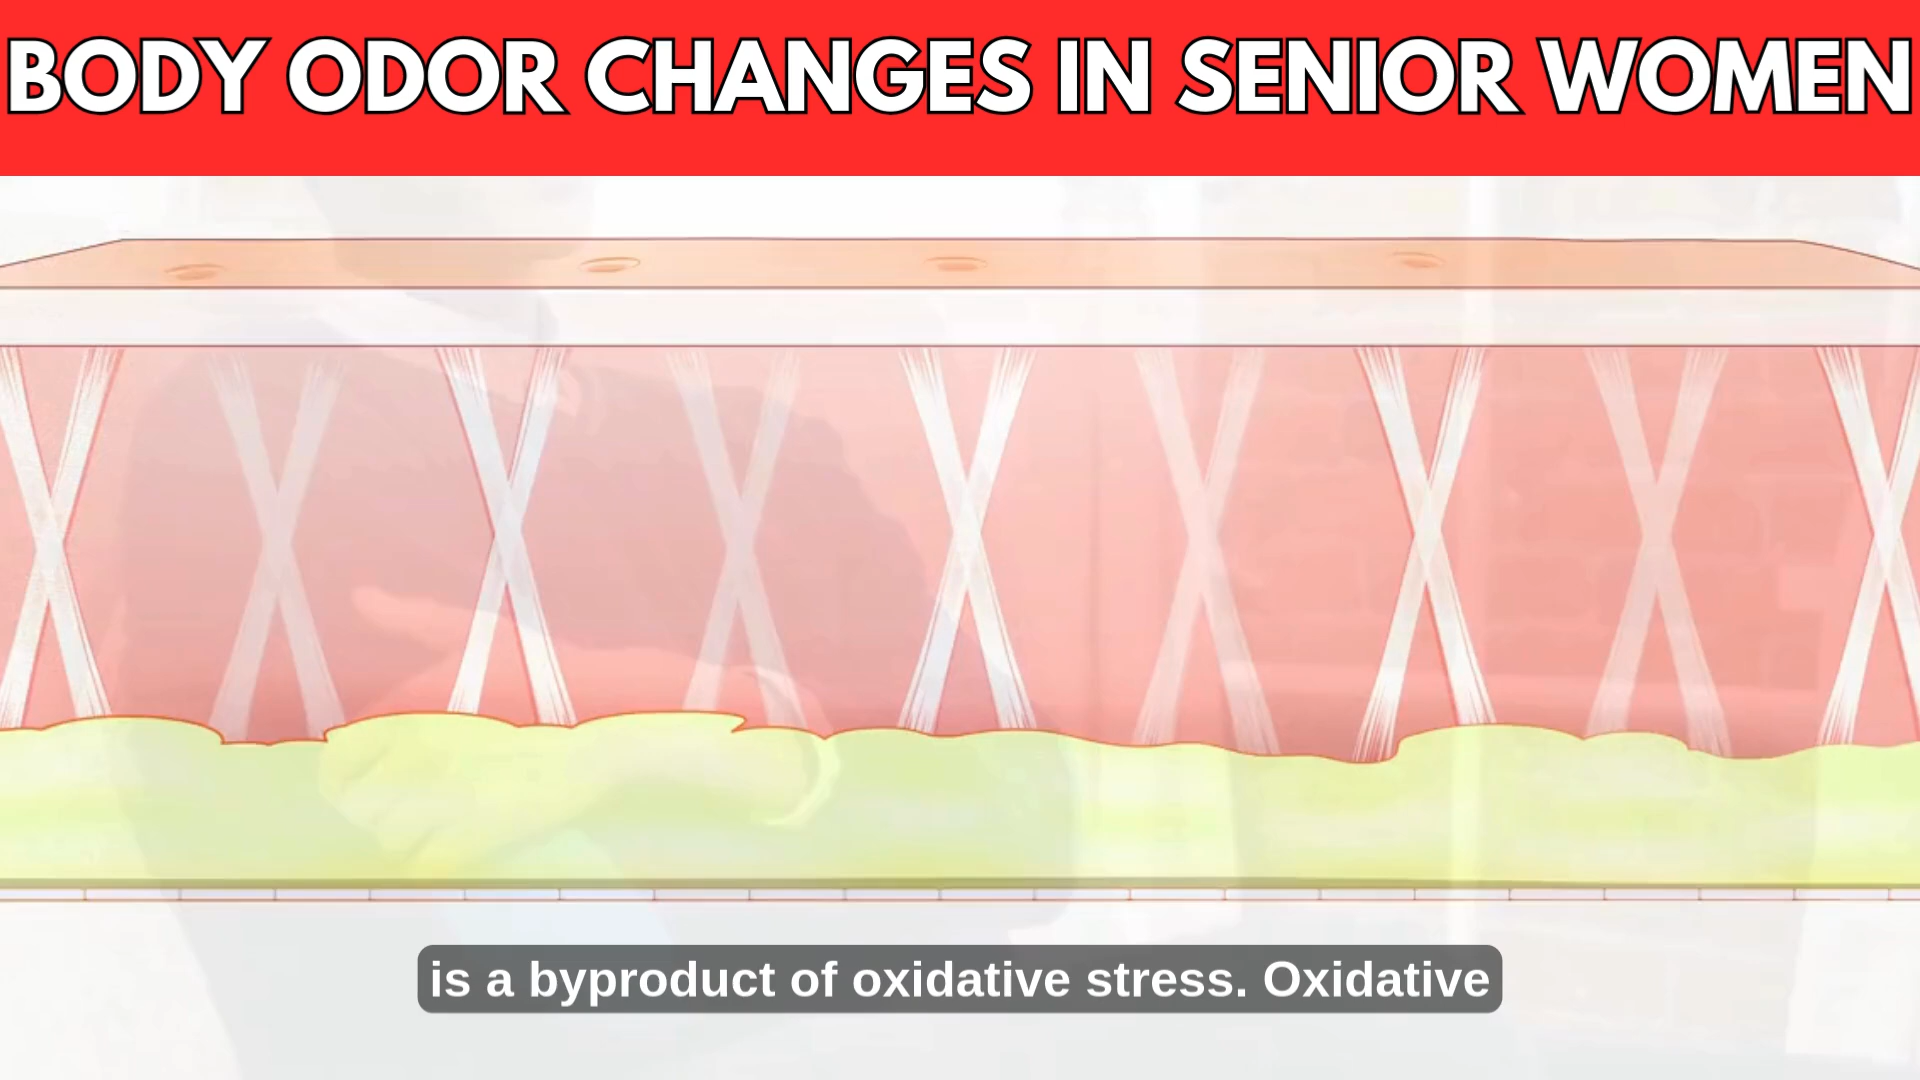 BODY ODOR CHANGES IN SENIOR WOMEN
is a byproduct of oxidative stress. Oxidative